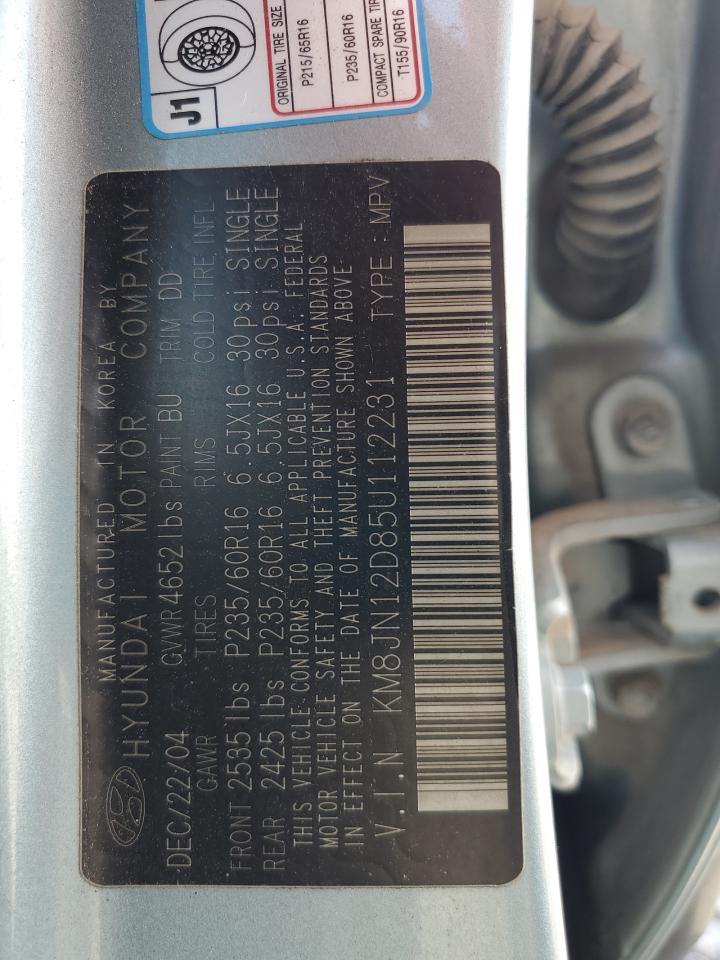 J1
ORIGINAL TIRE SIZE
P215/65R16
P235/60R16
COMPACT SPARE TIRE
T155/90R16
MANUFACTURED IN KOREA BY
HYUNDAI MOTOR COMPANY
DEC/22/04 GVWR 4652 lbs PAINT BU TRIM DD
GAWR TIRES RIMS COLD TIRE INFL
FRONT 2535 lbs P235/60R16 6.5JX16 30psi SINGLE
REAR 2425 lbs P235/60R16 6.5JX16 30psi SINGLE
THIS VEHICLE CONFORMS TO ALL APPLICABLE U.S.A. FEDERAL
MOTOR VEHICLE SAFETY AND THEFT PREVENTION STANDARDS
IN EFFECT ON THE DATE OF MANUFACTURE SHOWN ABOVE
V.I.N KM8JN12D85U112231 TYPE : MPV